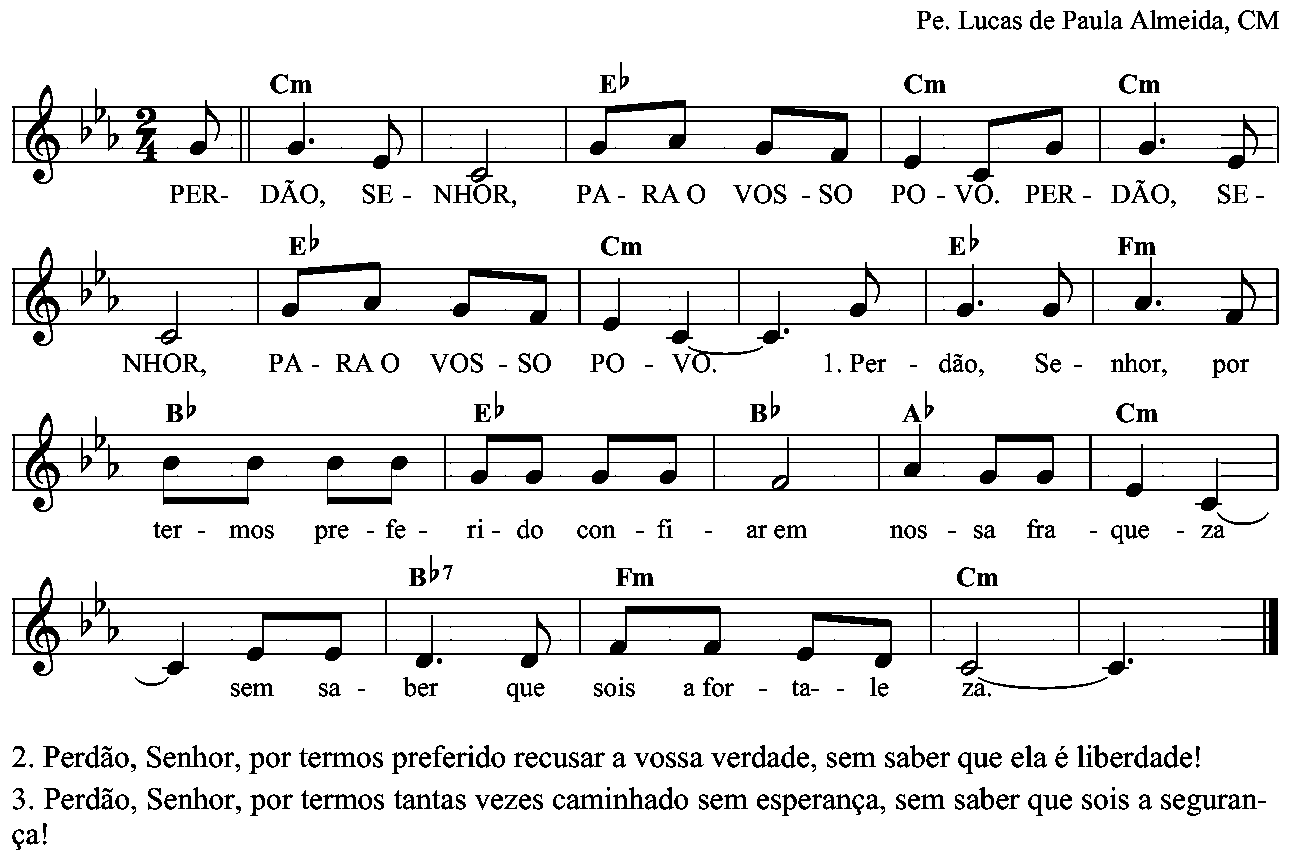 Pe. Lucas de Paula Almeida, CM
Cm E♭ Cm Cm
2/4
PER- DÃO, SE - NHOR, PA - RA O VOS - SO PO - VO. PER - DÃO, SE -
E♭ Cm E♭ Fm
NHOR, PA - RA O VOS - SO PO - VO. 1. Per - dão, Se - nhor, por
B♭ E♭ B♭ A♭ Cm
ter - mos pre - fe - ri - do con - fi - ar em nos - sa fra - que - za
B♭7 Fm Cm
sem sa - ber que sois a for - ta - - le za.
2. Perdão, Senhor, por termos preferido recusar a vossa verdade, sem saber que ela é liberdade!
3. Perdão, Senhor, por termos tantas vezes caminhado sem esperança, sem saber que sois a seguran-
ça!